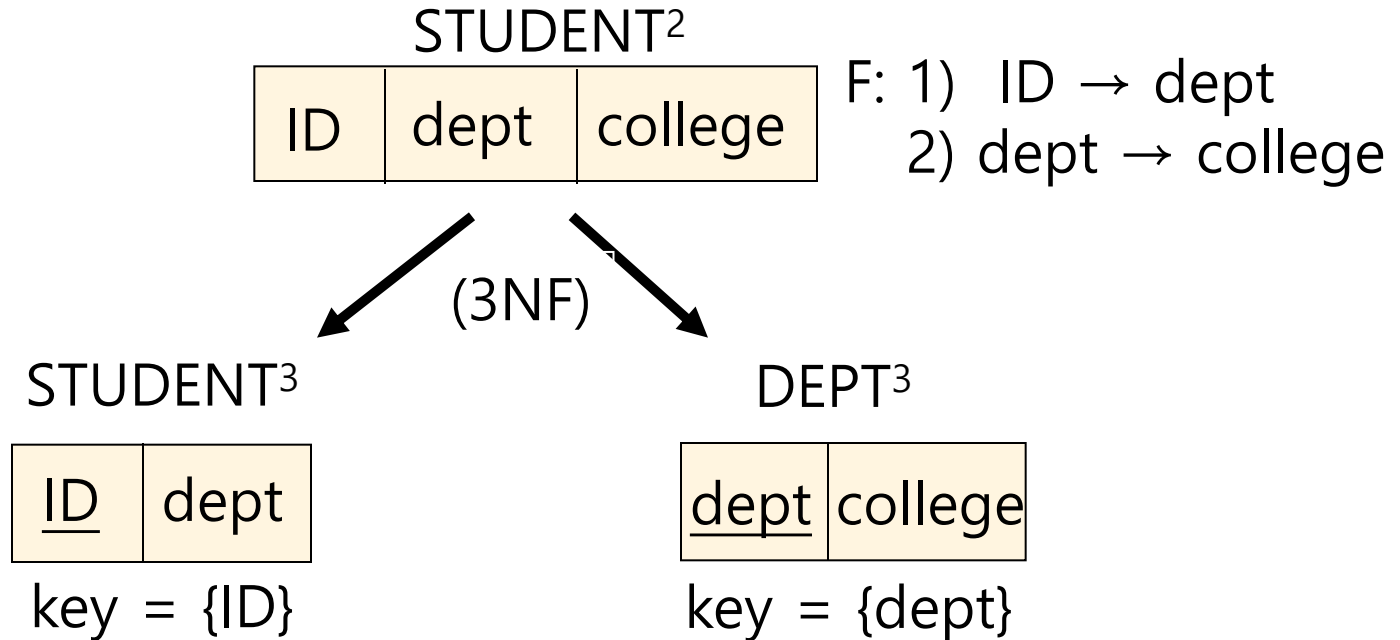 STUDENT²
ID dept college
F: 1) ID → dept
2) dept → college
(3NF)
STUDENT³
DEPT³
ID dept
dept college
key = {ID}
key = {dept}